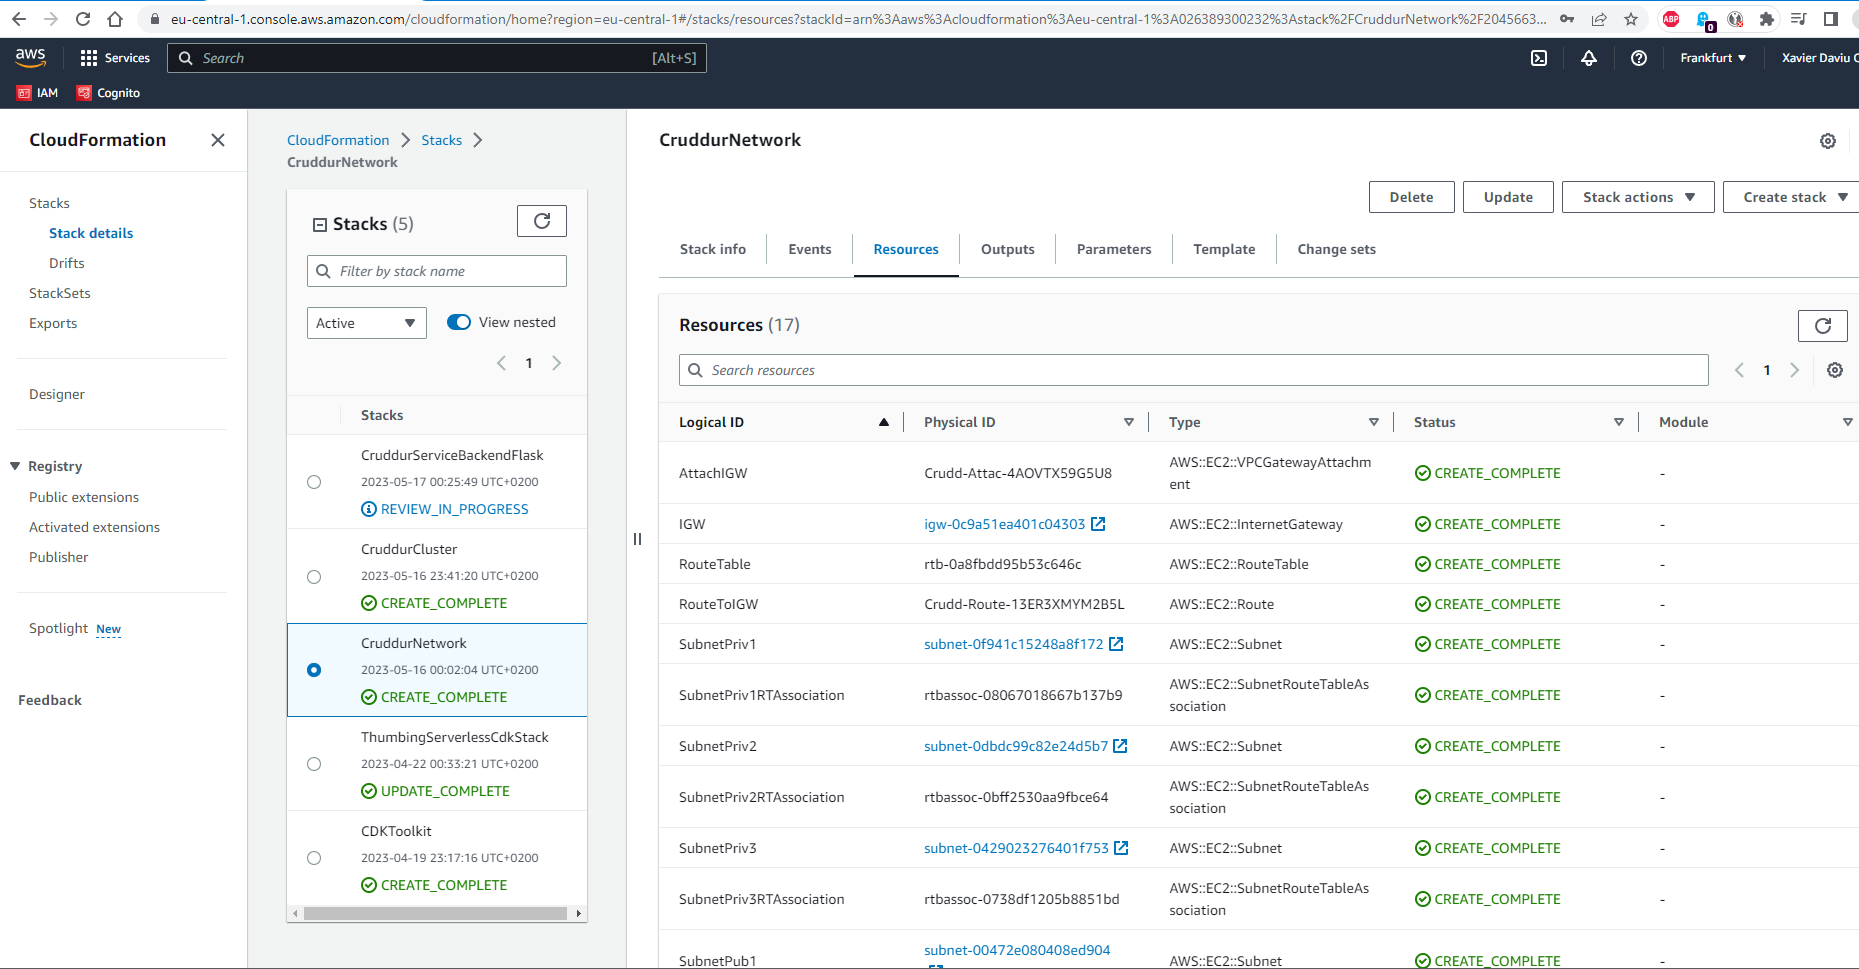 eu-central-1.console.aws.amazon.com/cloudformation/home?region=eu-central-1#/stacks/resources?stackId=arn%3Aaws%3Acloudformation%3Aeu-central-1%3A026389300232%3Astack%2FCruddurNetwork%2F2045663...
ABP
0
aws
Services
Search
[Alt+S]
Frankfurt
Xavier Daviu
IAM
Cognito
CloudFormation
Stacks
Stack details
Drifts
StackSets
Exports
Designer
Registry
Public extensions
Activated extensions
Publisher
Spotlight New
Feedback
CloudFormation > Stacks >
CruddurNetwork
Stacks (5)
Filter by stack name
Active
View nested
1
Stacks
CruddurServiceBackendFlask
2023-05-17 00:25:49 UTC+0200
REVIEW_IN_PROGRESS
CruddurCluster
2023-05-16 23:41:20 UTC+0200
CREATE_COMPLETE
CruddurNetwork
2023-05-16 00:02:04 UTC+0200
CREATE_COMPLETE
ThumbingServerlessCdkStack
2023-04-22 00:33:21 UTC+0200
UPDATE_COMPLETE
CDKToolkit
2023-04-19 23:17:16 UTC+0200
CREATE_COMPLETE
CruddurNetwork
Delete
Update
Stack actions
Create stack
Stack info
Events
Resources
Outputs
Parameters
Template
Change sets
Resources (17)
Search resources
1
Logical ID Physical ID Type Status Module
AttachIGW Crudd-Attac-4AOVTX59G5U8 AWS::EC2::VPCGatewayAttachm
ent CREATE_COMPLETE -
IGW igw-0c9a51ea401c04303 AWS::EC2::InternetGateway CREATE_COMPLETE -
RouteTable rtb-0a8fbdd95b53c646c AWS::EC2::RouteTable CREATE_COMPLETE -
RouteToIGW Crudd-Route-13ER3XMYM2B5L AWS::EC2::Route CREATE_COMPLETE -
SubnetPriv1 subnet-0f941c15248a8f172 AWS::EC2::Subnet CREATE_COMPLETE -
SubnetPriv1RTAssociation rtbassoc-08067018667b137b9 AWS::EC2::SubnetRouteTableAs
sociation CREATE_COMPLETE -
SubnetPriv2 subnet-0dbdc99c82e24d5b7 AWS::EC2::Subnet CREATE_COMPLETE -
SubnetPriv2RTAssociation rtbassoc-0bff2530aa9fbce64 AWS::EC2::SubnetRouteTableAs
sociation CREATE_COMPLETE -
SubnetPriv3 subnet-0429023276401f753 AWS::EC2::Subnet CREATE_COMPLETE -
SubnetPriv3RTAssociation rtbassoc-0738df1205b8851bd AWS::EC2::SubnetRouteTableAs
sociation CREATE_COMPLETE -
SubnetPub1 subnet-00472e080408ed904 AWS::EC2::Subnet CREATE_COMPLETE -